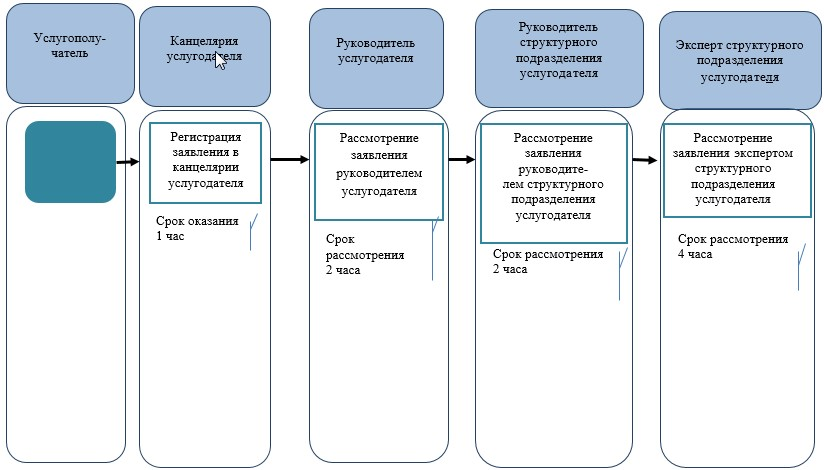 Услугополу-
чатель
Канцелярия
услугодателя
Руководитель
услугодателя
Руководитель
структурного
подразделения
услугодателя
Эксперт структурного
подразделения
услугодателя
Регистрация
заявления в
канцелярии
услугодателя
Срок оказания
1 час
Рассмотрение
заявления
руководителем
услугодателя
Срок
рассмотрения
2 часа
Рассмотрение
заявления
руководите-
лем структурного
подразделения
услугодателя
Срок рассмотрения
2 часа
Рассмотрение
заявления экспертом
структурного
подразделения
услугодателя
Срок рассмотрения
4 часа